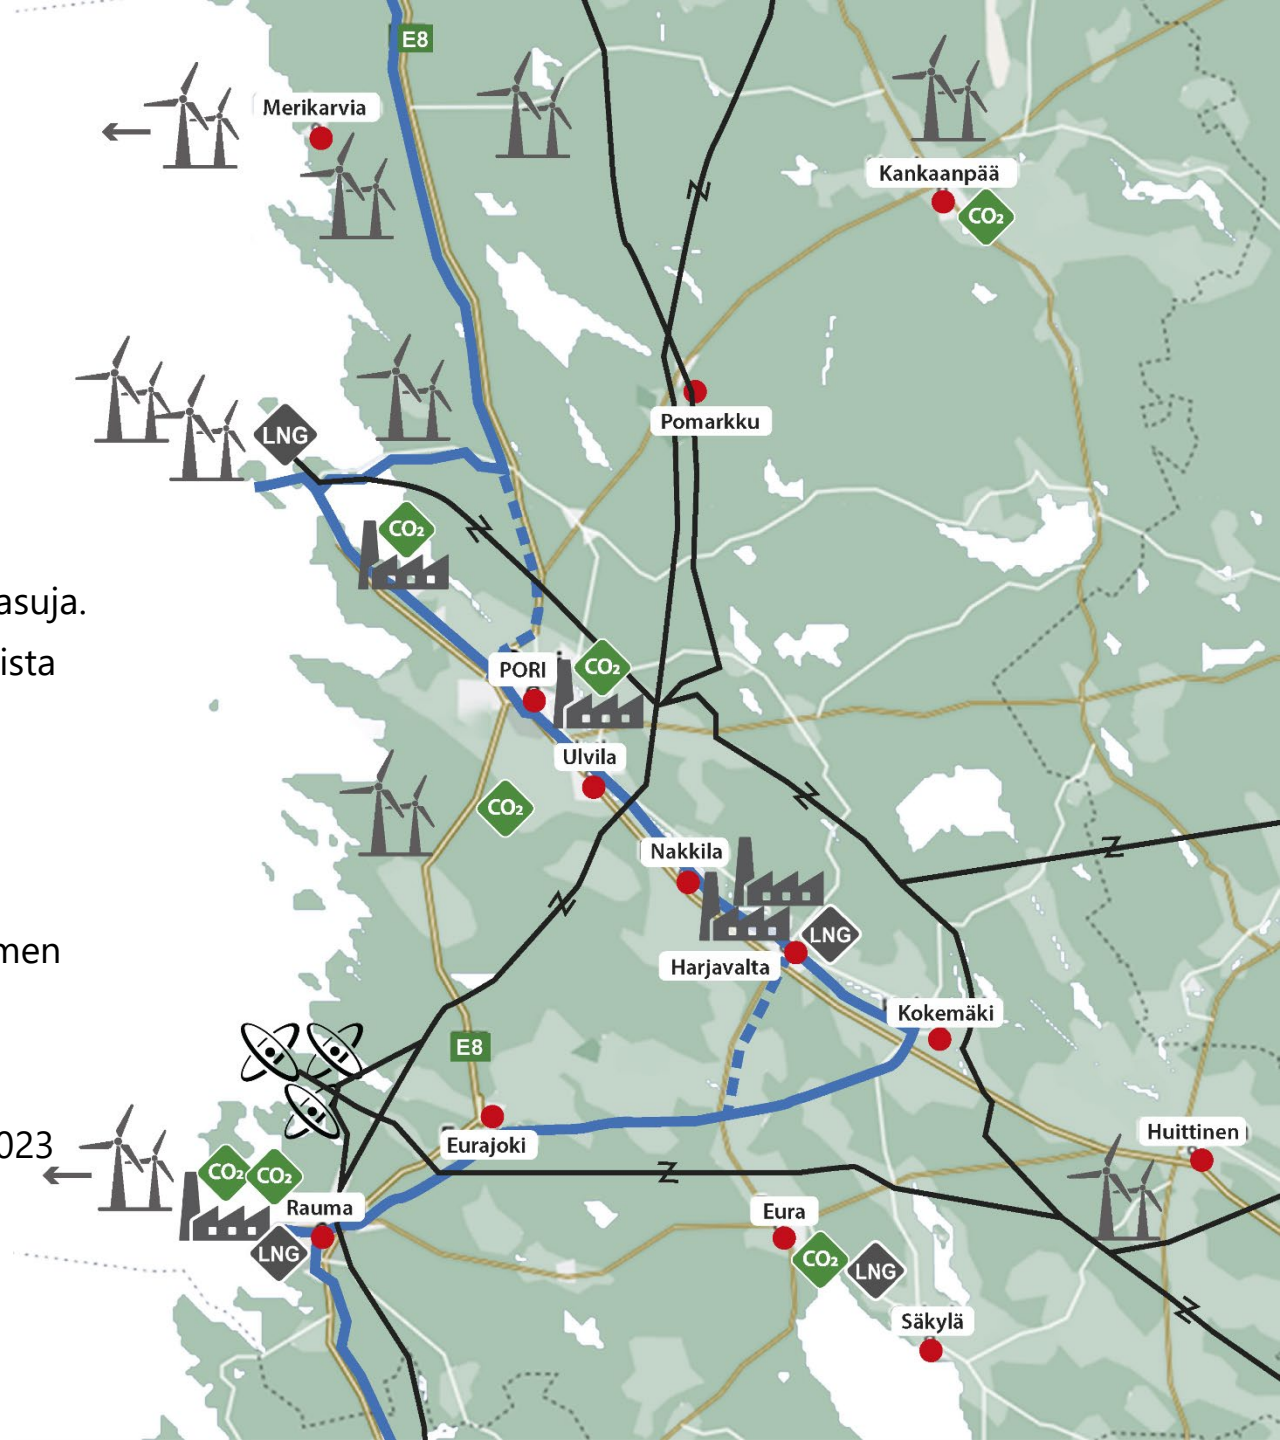 E8
Merikarvia
Kankaanpää
CO₂
Pomarkku
LNG
CO₂
asuja.
ista
PORI
CO₂
Ulvila
CO₂
Nakkila
LNG
men
Harjavalta
Kokemäki
E8
Huittinen
023
Eurajoki
CO₂
CO₂
Rauma
Eura
LNG
CO₂
LNG
Säkylä